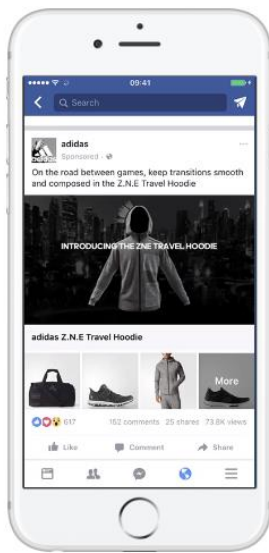 09:41
Search
adidas
Sponsored ·
On the road between games, keep transitions smooth
and composed in the Z.N.E Travel Hoodie
INTRODUCING THE ZNE TRAVEL HOODIE
adidas Z.N.E Travel Hoodie
More
617 152 comments 25 shares 73.8K views
Like Comment Share